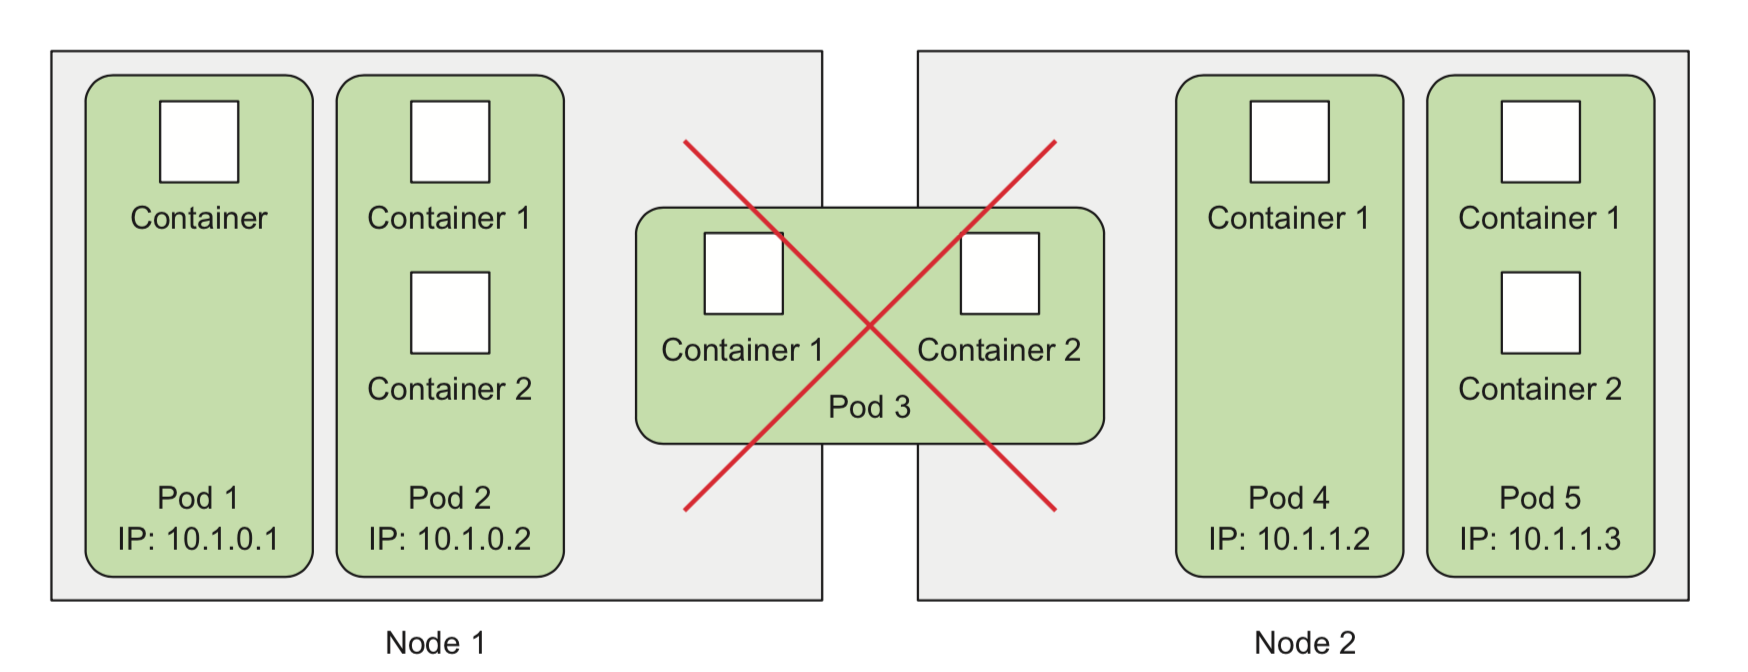 Container
Container 1
Container 2
Pod 1
IP: 10.1.0.1
Pod 2
IP: 10.1.0.2
Container 1
Container 2
Pod 3
Container 1
Container 1
Container 2
Pod 4
IP: 10.1.1.2
Pod 5
IP: 10.1.1.3
Node 1
Node 2